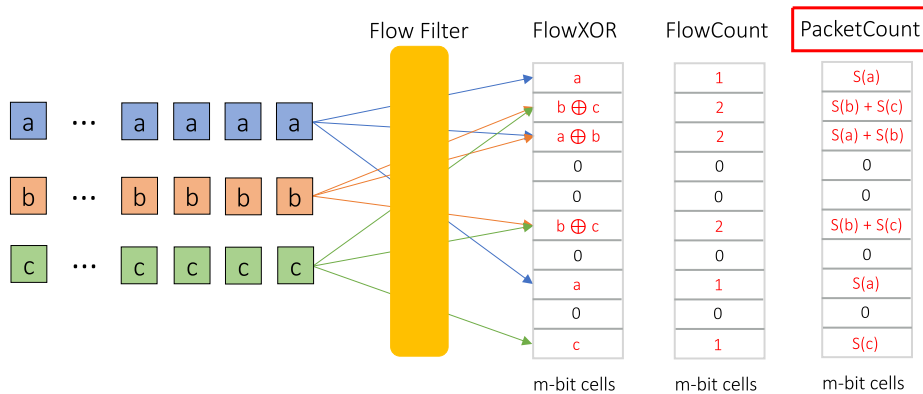 Flow Filter FlowXOR FlowCount PacketCount
a 1 S(a)
a ... a a a a b ⊕ c 2 S(b) + S(c)
a ⊕ b 2 S(a) + S(b)
0 0 0
b ... b b b b 0 0 0
b ⊕ c 2 S(b) + S(c)
c ... c c c c 0 0 0
a 1 S(a)
0 0 0
c 1 S(c)
m-bit cells m-bit cells m-bit cells